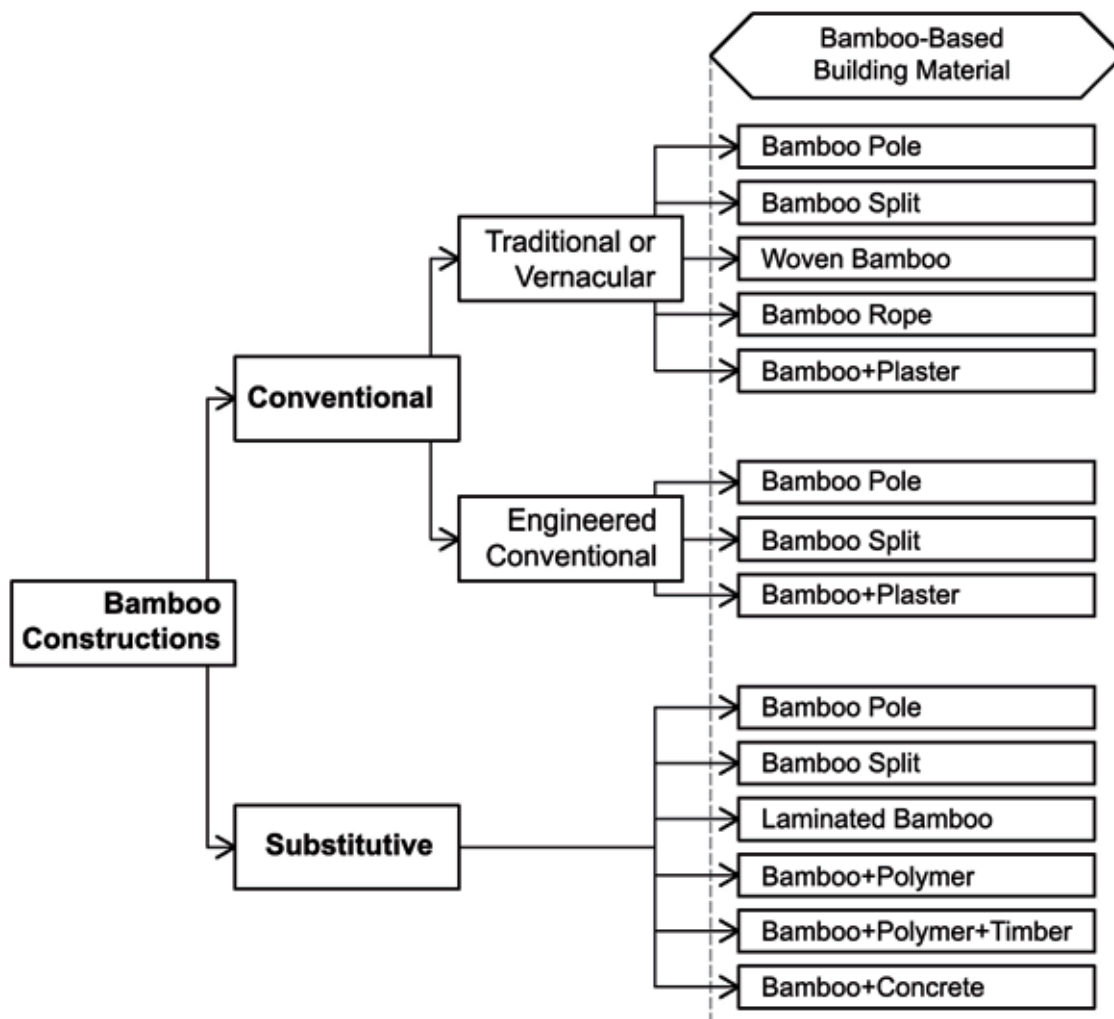 Bamboo-Based
Building Material
Bamboo Pole
Bamboo Split
Traditional or
Vernacular
Woven Bamboo
Bamboo Rope
Bamboo+Plaster
Conventional
Bamboo Pole
Engineered
Conventional
Bamboo Split
Bamboo+Plaster
Bamboo
Constructions
Bamboo Pole
Bamboo Split
Laminated Bamboo
Substitutive
Bamboo+Polymer
Bamboo+Polymer+Timber
Bamboo+Concrete